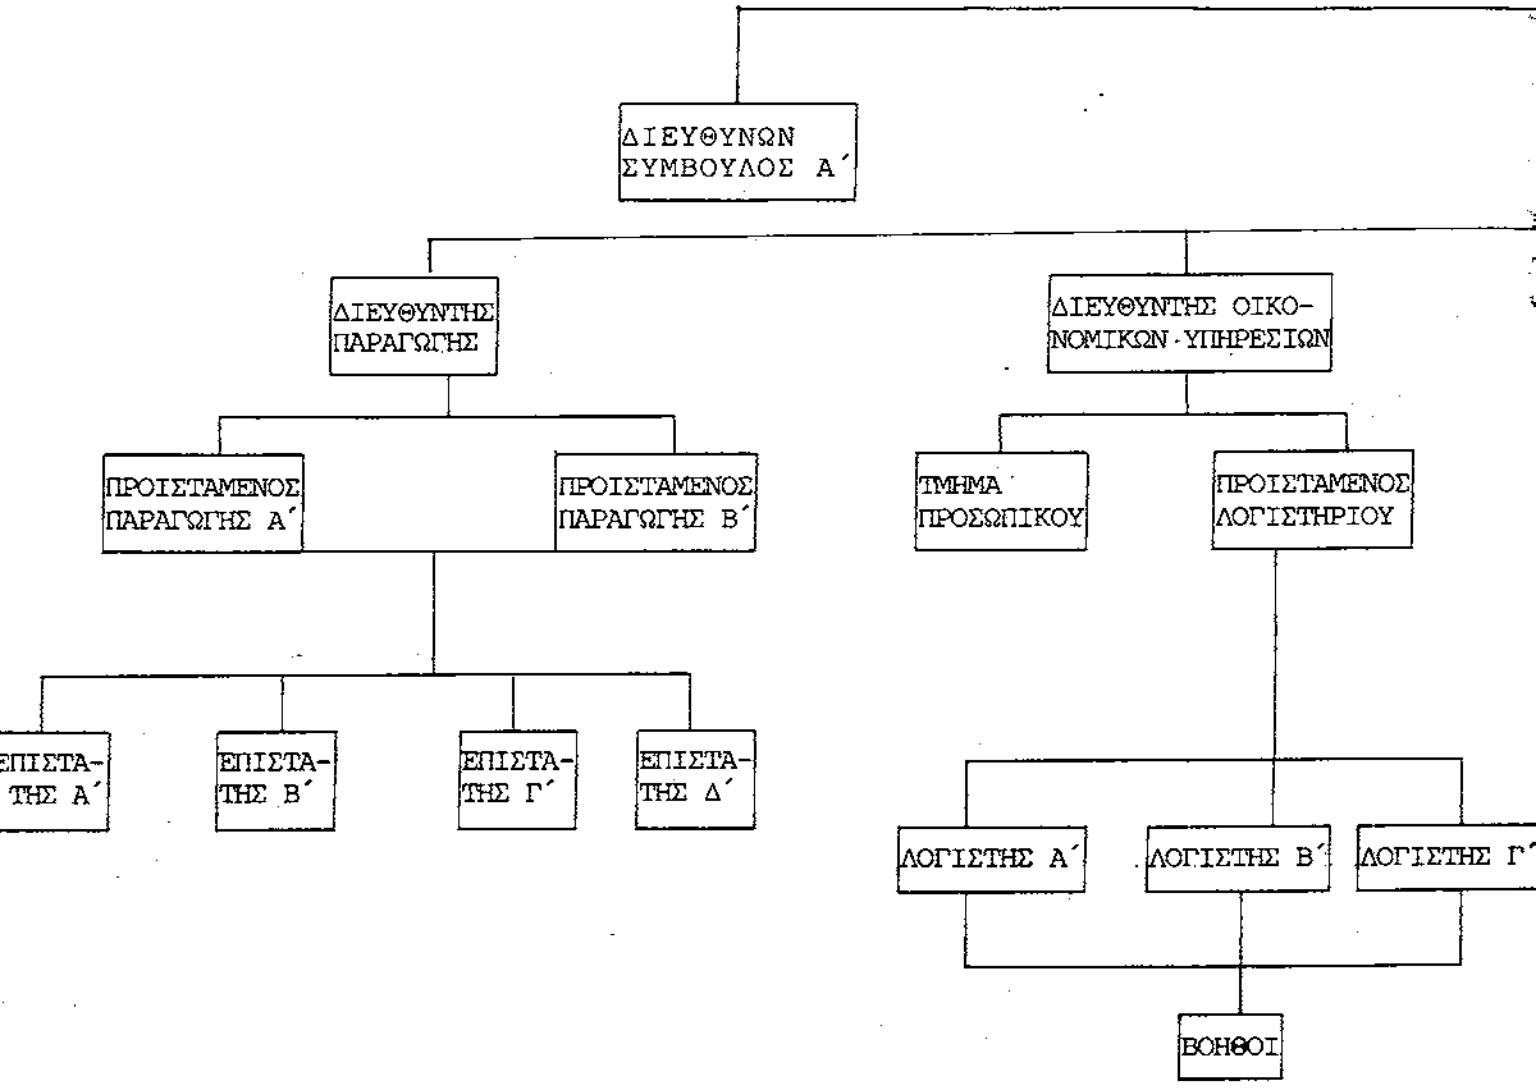 ΔΙΕΥΘΥΝΩΝ
ΣΥΜΒΟΥΛΟΣ Α΄
ΔΙΕΥΘΥΝΤΗΣ
ΠΑΡΑΓΩΓΗΣ
ΔΙΕΥΘΥΝΤΗΣ ΟΙΚΟ-
ΝΟΜΙΚΩΝ ΥΠΗΡΕΣΙΩΝ
ΠΡΟΙΣΤΑΜΕΝΟΣ
ΠΑΡΑΓΩΓΗΣ Α΄
ΠΡΟΙΣΤΑΜΕΝΟΣ
ΠΑΡΑΓΩΓΗΣ Β΄
ΤΜΗΜΑ
ΠΡΟΣΩΠΙΚΟΥ
ΠΡΟΙΣΤΑΜΕΝΟΣ
ΛΟΓΙΣΤΗΡΙΟΥ
ΕΠΙΣΤΑ-
ΤΗΣ Α΄
ΕΠΙΣΤΑ-
ΤΗΣ Β΄
ΕΠΙΣΤΑ-
ΤΗΣ Γ΄
ΕΠΙΣΤΑ-
ΤΗΣ Δ΄
ΛΟΓΙΣΤΗΣ Α΄
ΛΟΓΙΣΤΗΣ Β΄
ΛΟΓΙΣΤΗΣ Γ΄
ΒΟΗΘΟΙ